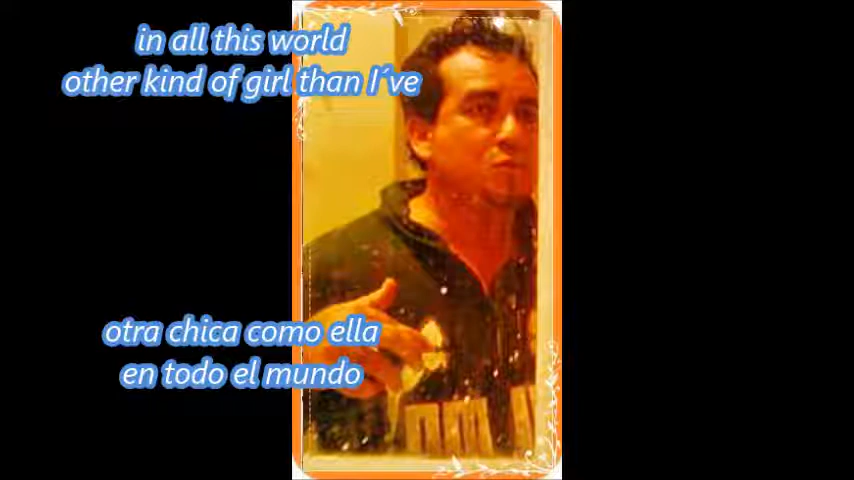 in all this world
other kind of girl than I´ve
otra chica como ella
en todo el mundo